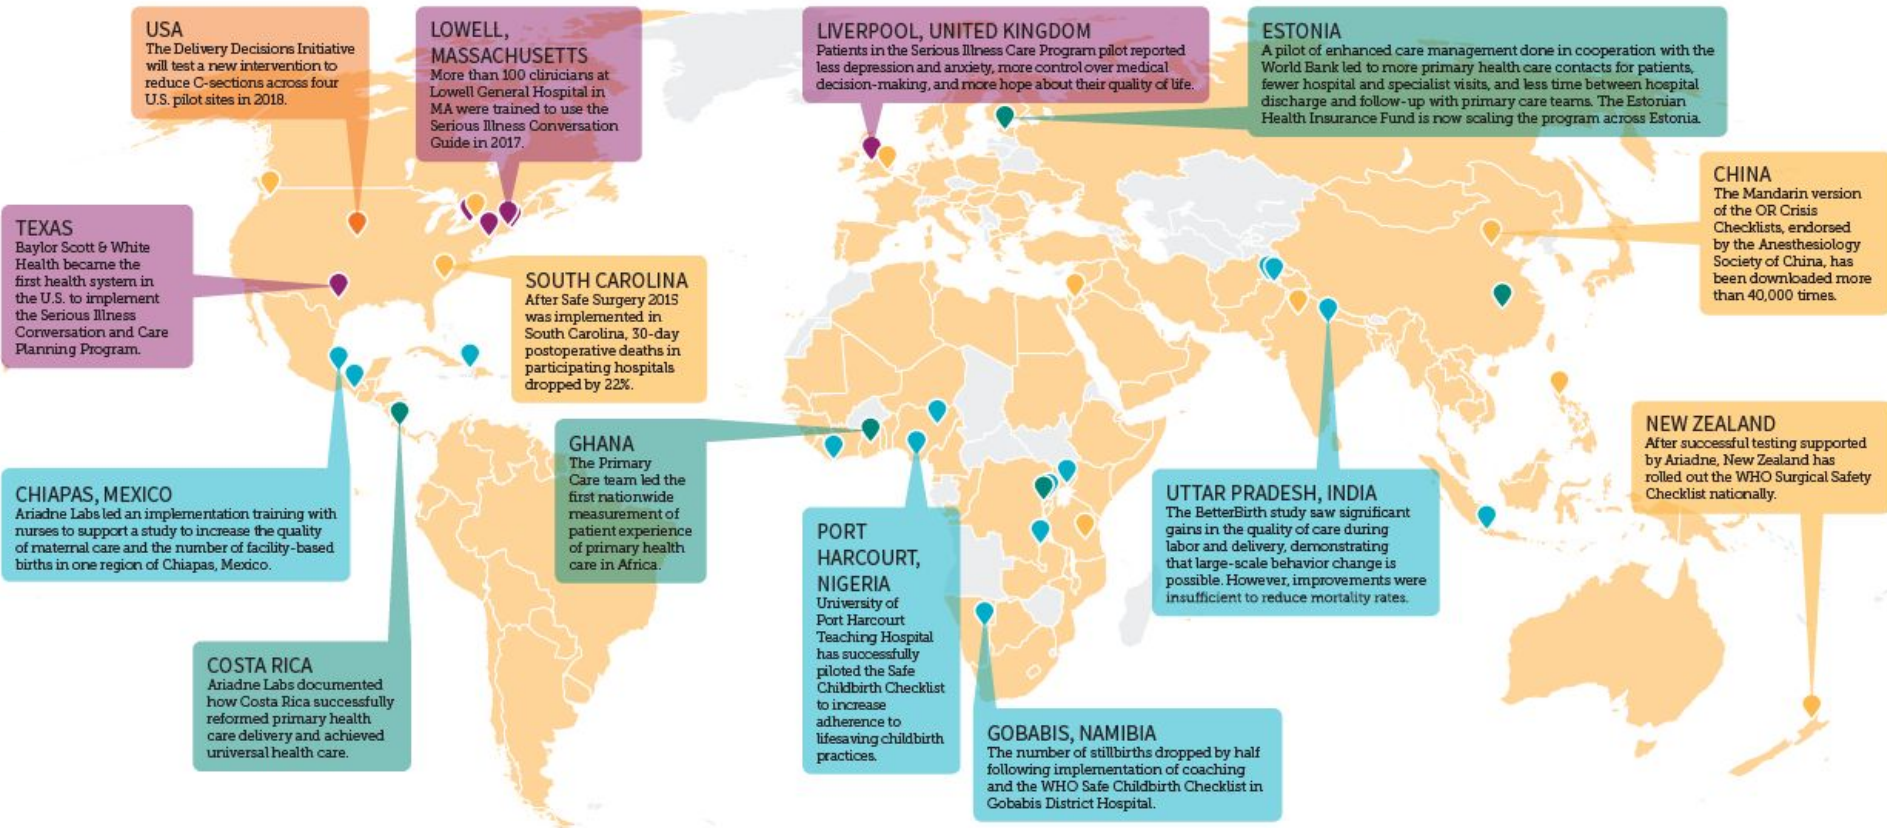 USA
The Delivery Decisions Initiative
will test a new intervention to
reduce C-sections across four
U.S. pilot sites in 2018.
LOWELL,
MASSACHUSETTS
More than 100 clinicians at
Lowell General Hospital in
MA were trained to use the
Serious Illness Conversation
Guide in 2017.
LIVERPOOL, UNITED KINGDOM
Patients in the Serious Illness Care Program pilot reported
less depression and anxiety, more control over medical
decision-making, and more hope about their quality of life.
ESTONIA
A pilot of enhanced care management done in cooperation with the
World Bank led to more primary health care contacts for patients,
fewer hospital and specialist visits, and less time between hospital
discharge and follow-up with primary care teams. The Estonian
Health Insurance Fund is now scaling the program across Estonia.
CHINA
The Mandarin version
of the OR Crisis
Checklists, endorsed
by the Anesthesiology
Society of China, has
been downloaded more
than 40,000 times.
TEXAS
Baylor Scott & White
Health became the
first health system in
the U.S. to implement
the Serious Illness
Conversation and Care
Planning Program.
SOUTH CAROLINA
After Safe Surgery 2015
was implemented in
South Carolina, 30-day
postoperative deaths in
participating hospitals
dropped by 22%.
NEW ZEALAND
After successful testing supported
by Ariadne, New Zealand has
rolled out the WHO Surgical Safety
Checklist nationally.
GHANA
The Primary
Care team led the
first nationwide
measurement of
patient experience
of primary health
care in Africa.
CHIAPAS, MEXICO
Ariadne Labs led an implementation training with
nurses to support a study to increase the quality
of maternal care and the number of facility-based
births in one region of Chiapas, Mexico.
UTTAR PRADESH, INDIA
The BetterBirth study saw significant
gains in the quality of care during
labor and delivery, demonstrating
that large-scale behavior change is
possible. However, improvements were
insufficient to reduce mortality rates.
PORT
HARCOURT,
NIGERIA
University of
Port Harcourt
Teaching Hospital
has successfully
piloted the Safe
Childbirth Checklist
to increase
adherence to
lifesaving childbirth
practices.
COSTA RICA
Ariadne Labs documented
how Costa Rica successfully
reformed primary health
care delivery and achieved
universal health care.
GOBABIS, NAMIBIA
The number of stillbirths dropped by half
following implementation of coaching
and the WHO Safe Childbirth Checklist in
Gobabis District Hospital.